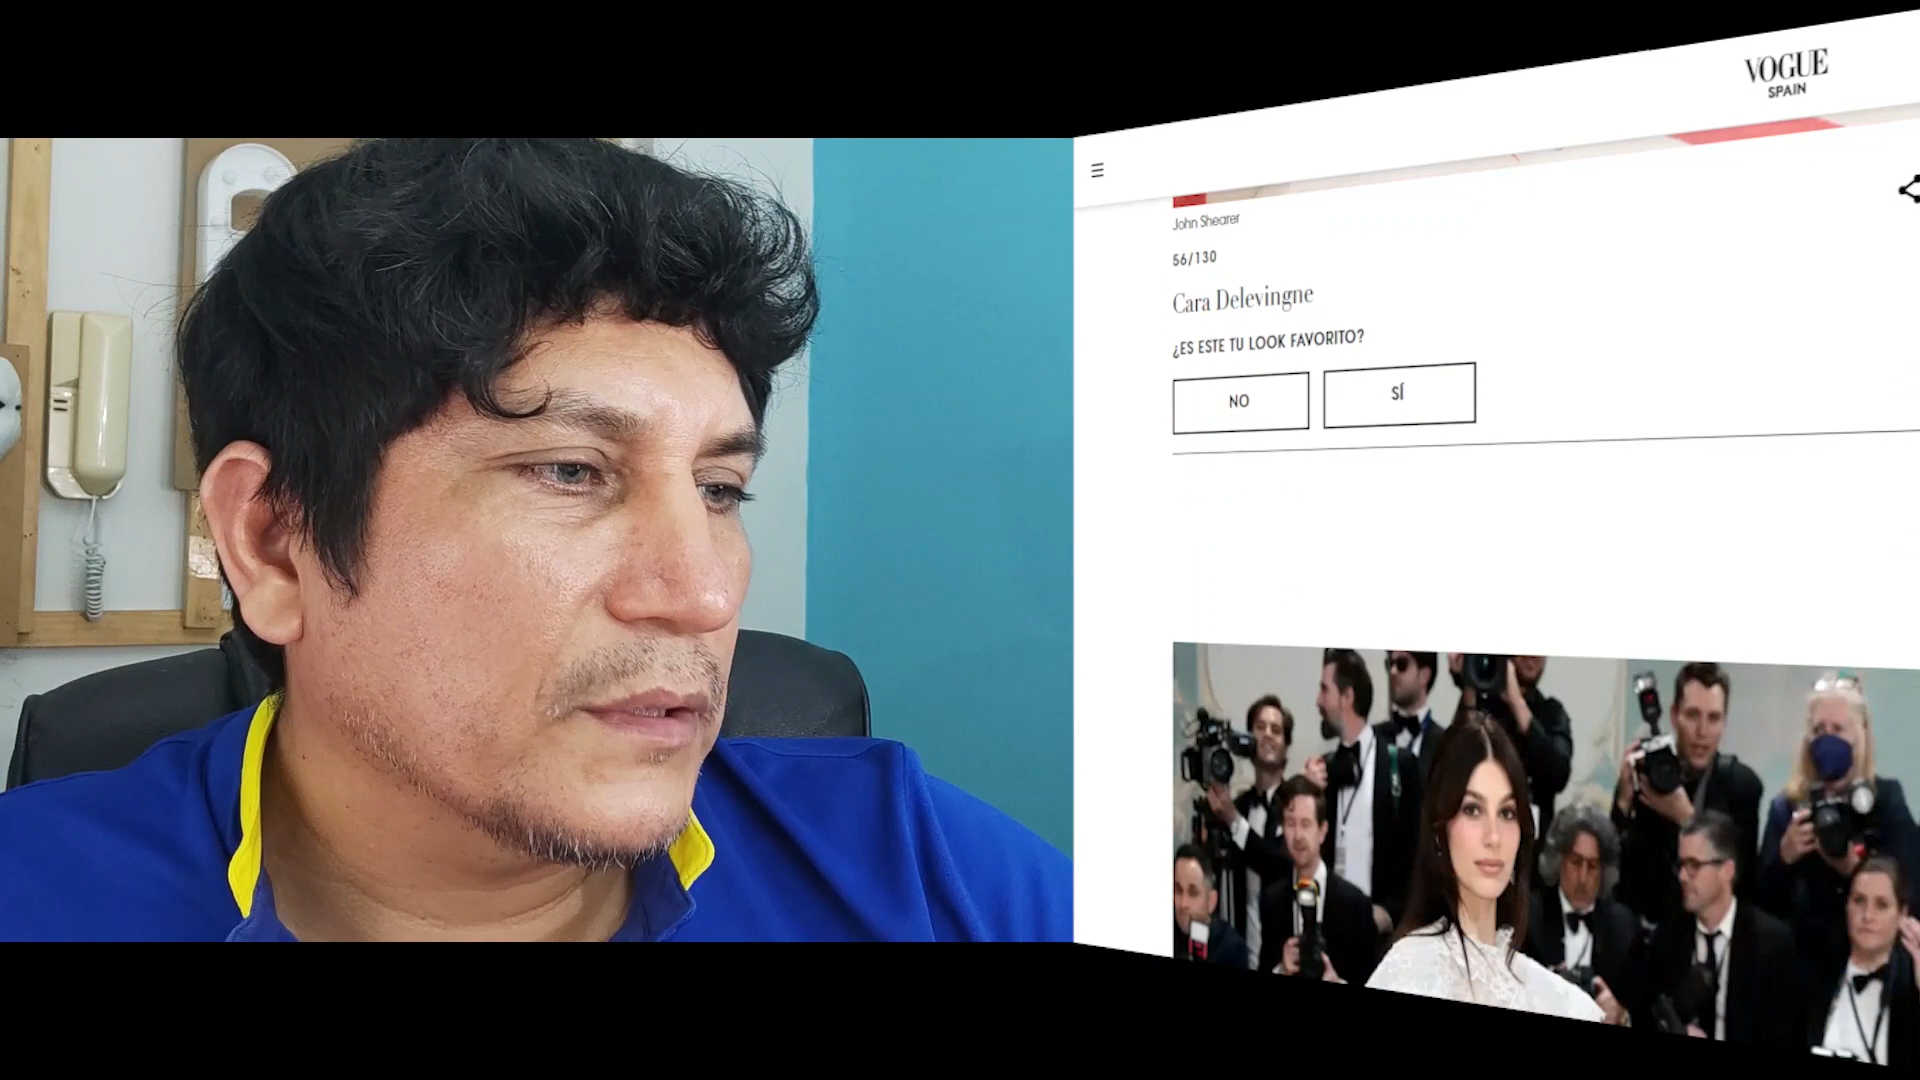 VOGUE
SPAIN
John Shearer
56/130
Cara Delevingne
¿ES ESTE TU LOOK FAVORITO?
NO
SÍ